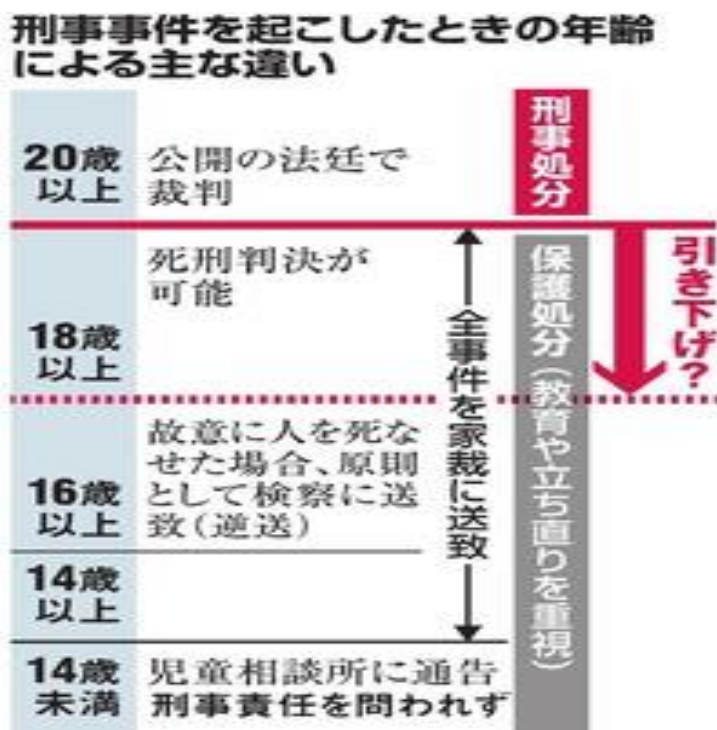 刑事事件を起こしたときの年齢
による主な違い
20歳
以上
公開の法廷で
裁判
刑事処分
18歳
以上
死刑判決が
可能
引き下げ?
16歳
以上
故意に人を死な
せた場合、原則
として検察に送
致(逆送)
14歳
以上
全事件を家裁に送致
保護処分(教育や立ち直りを重視)
14歳
未満
児童相談所に通告
刑事責任を問われず